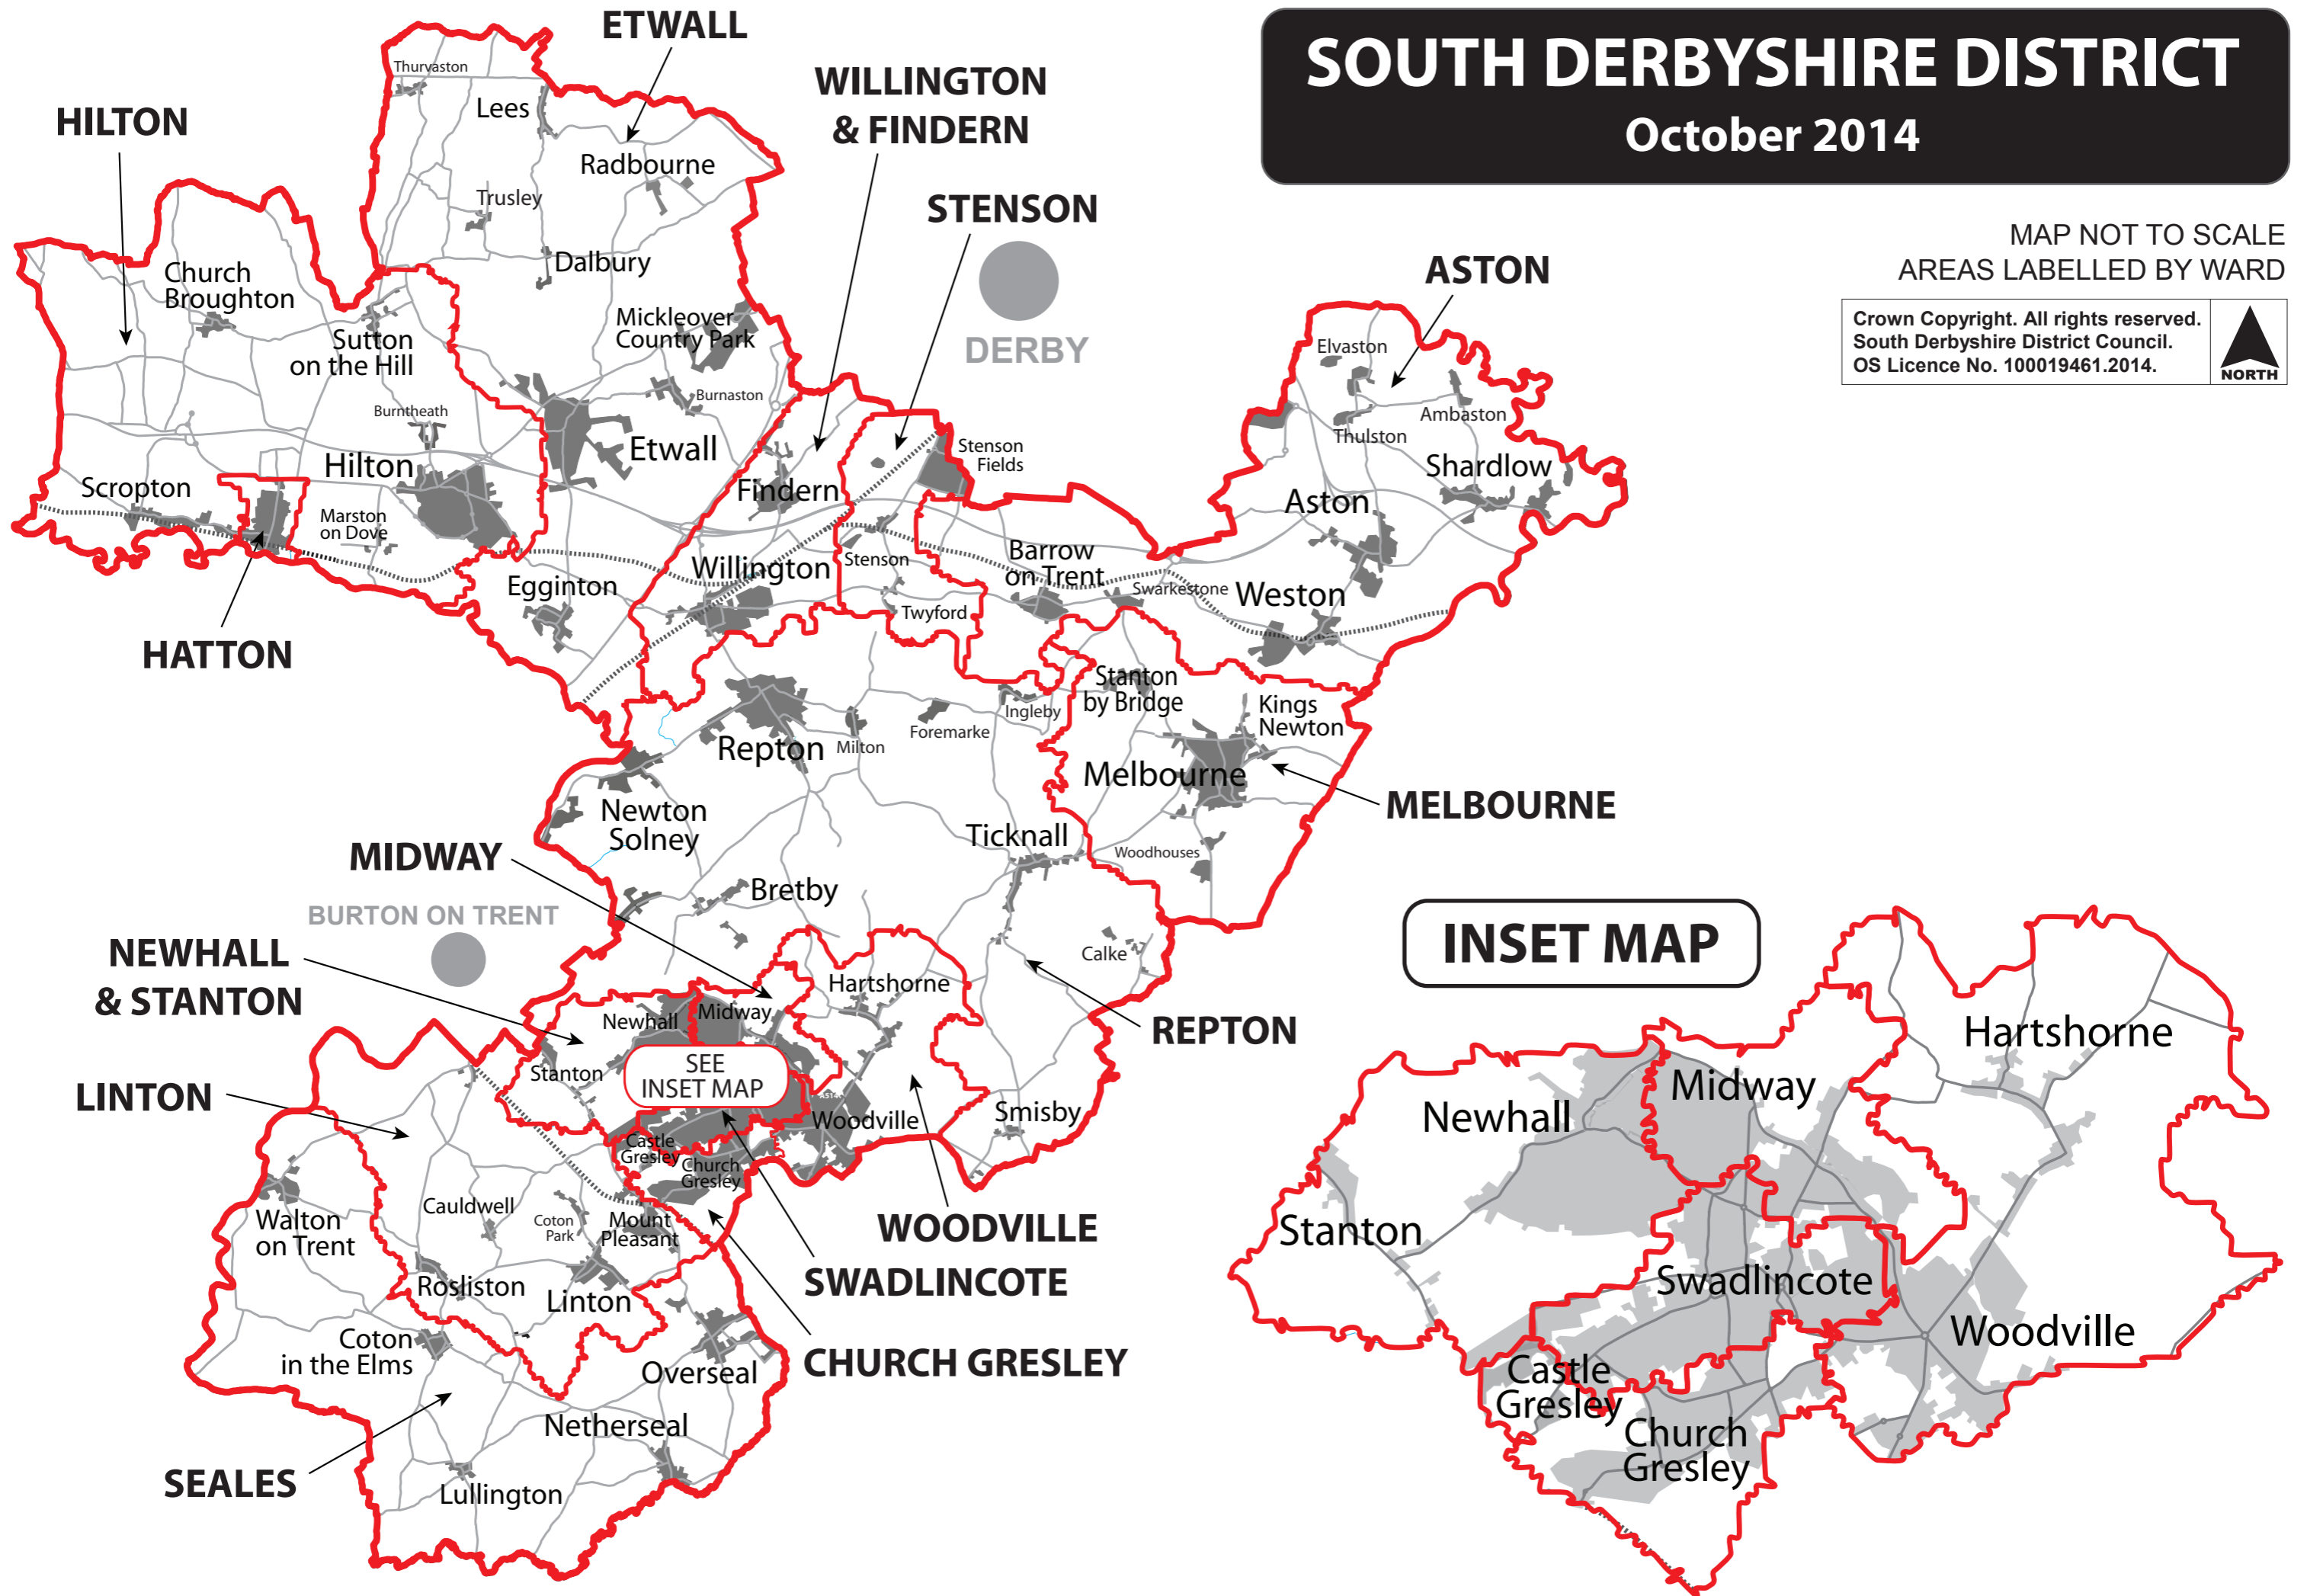 SOUTH DERBYSHIRE DISTRICT
October 2014
MAP NOT TO SCALE
AREAS LABELLED BY WARD
Crown Copyright. All rights reserved.
South Derbyshire District Council.
OS Licence No. 100019461.2014.
NORTH
ETWALL
WILLINGTON
& FINDERN
HILTON
STENSON
DERBY
ASTON
Thurvaston
Lees
Radbourne
Trusley
Dalbury
Church
Broughton
Sutton
on the Hill
Mickleover
Country Park
Burnaston
Burntheath
Etwall
Hilton
Scropton
Marston
on Dove
Findern
Stenson
Fields
Elvaston
Ambaston
Thulston
Shardlow
Aston
Egginton
Willington
Stenson
Twyford
Barrow
on Trent
Swarkestone
Weston
HATTON
Stanton
by Bridge
Kings
Newton
Ingleby
Foremarke
Milton
Repton
Melbourne
MELBOURNE
Newton
Solney
Ticknall
Woodhouses
MIDWAY
Bretby
BURTON ON TRENT
NEWHALL
& STANTON
Calke
Hartshorne
REPTON
Newhall
Midway
SEE
INSET MAP
Stanton
A514
Woodville
Smisby
LINTON
Castle
Gresley
Church
Gresley
Cauldwell
Coton
Park
Mount
Pleasant
Walton
on Trent
Rosliston
Linton
WOODVILLE
SWADLINCOTE
CHURCH GRESLEY
Coton
in the Elms
Overseal
Netherseal
SEALES
Lullington
INSET MAP
Hartshorne
Midway
Newhall
Stanton
Swadlincote
Woodville
Castle
Gresley
Church
Gresley